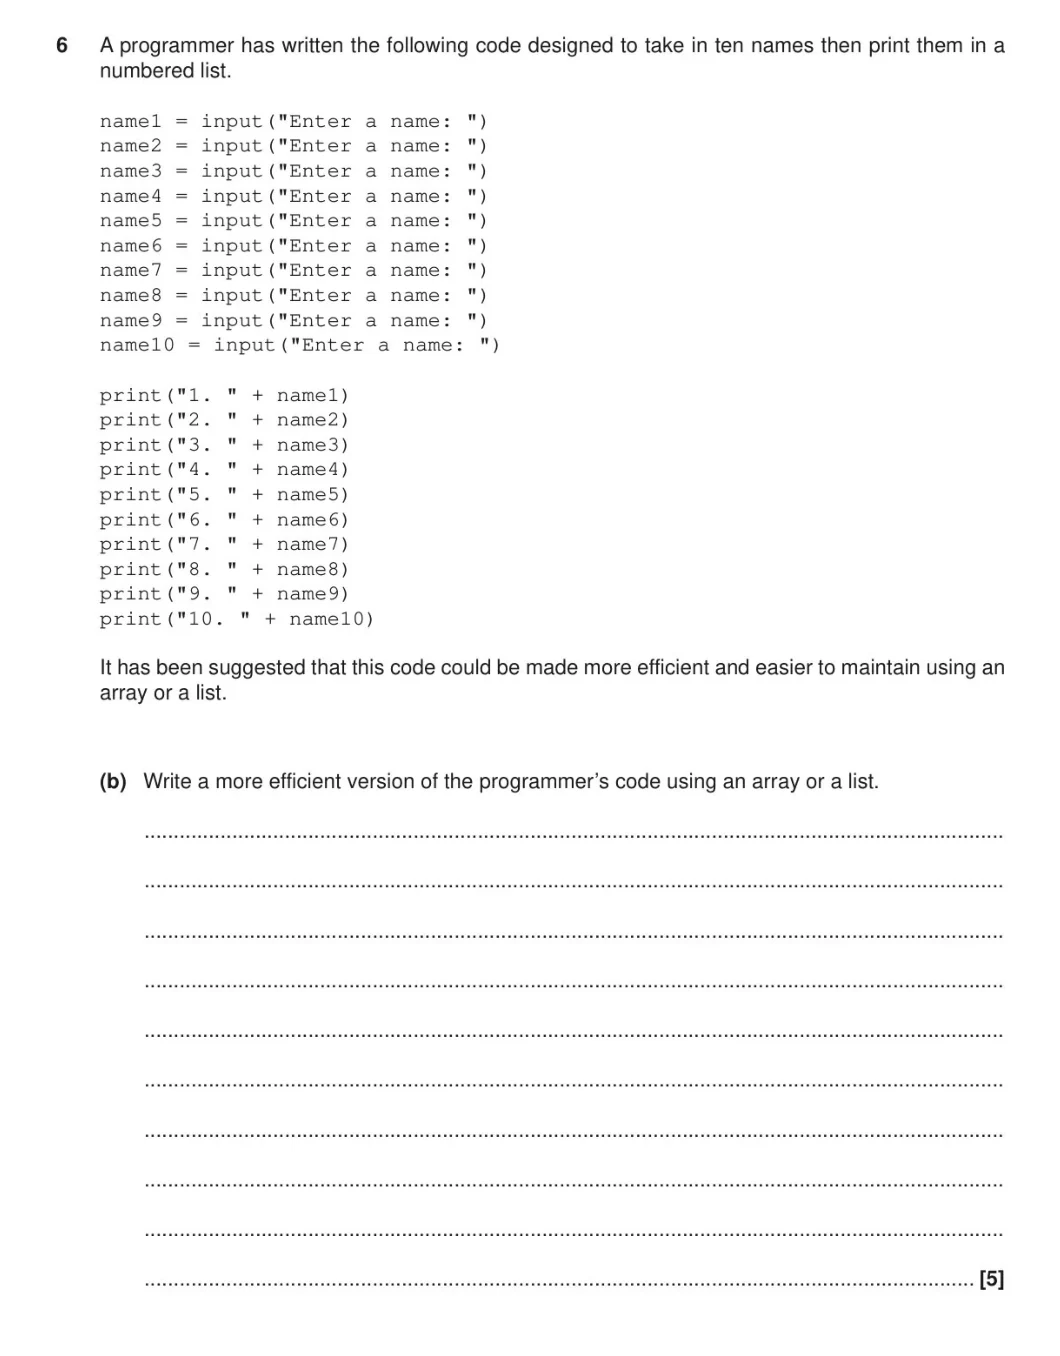 6 A programmer has written the following code designed to take in ten names then print them in a
numbered list.
name1 = input("Enter a name: ")
name2 = input("Enter a name: ")
name3 = input("Enter a name: ")
name4 = input("Enter a name: ")
name5 = input("Enter a name: ")
name6 = input("Enter a name: ")
name7 = input("Enter a name: ")
name8 = input("Enter a name: ")
name9 = input("Enter a name: ")
name10 = input("Enter a name: ")
print("1. " + name1)
print("2. " + name2)
print("3. " + name3)
print("4. " + name4)
print("5. " + name5)
print("6. " + name6)
print("7. " + name7)
print("8. " + name8)
print("9. " + name9)
print("10. " + name10)
It has been suggested that this code could be made more efficient and easier to maintain using an
array or a list.
(b) Write a more efficient version of the programmer's code using an array or a list.
[5]